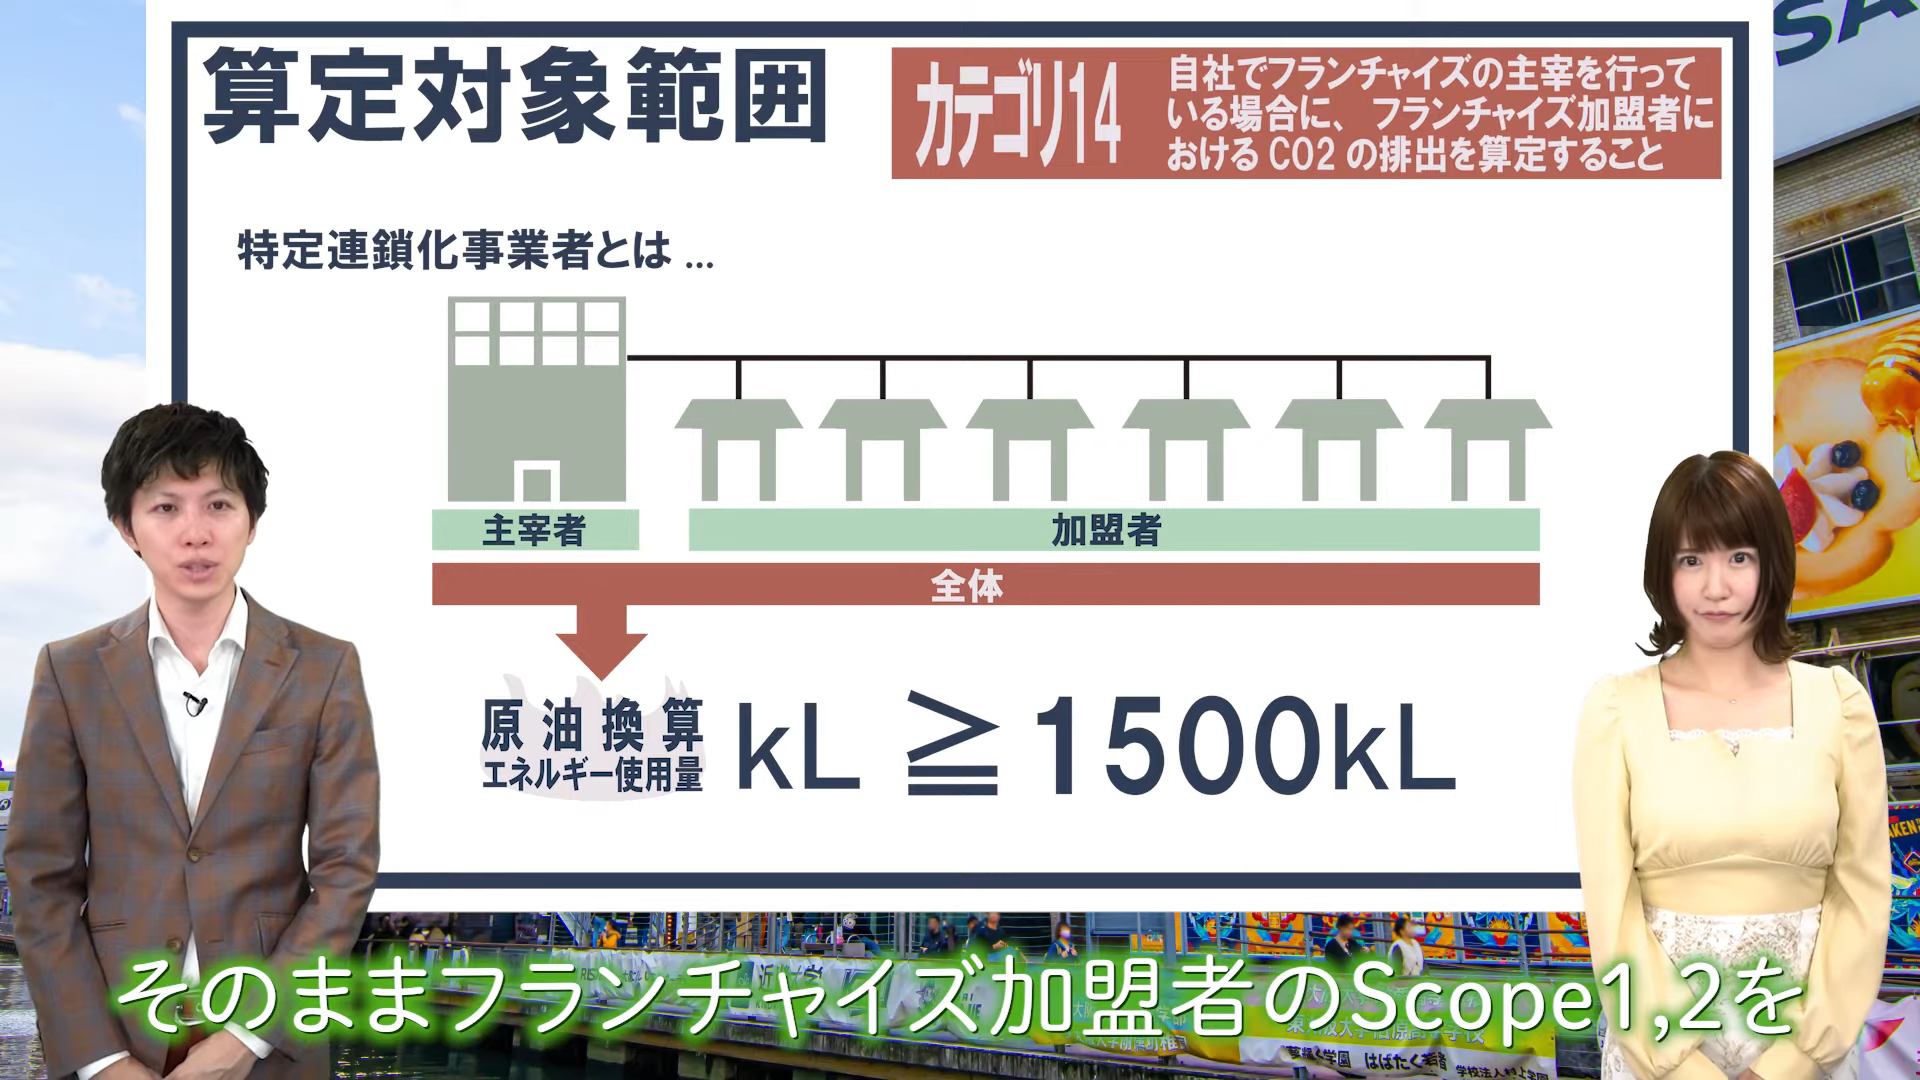 算定対象範囲
カテゴリ14
自社でフランチャイズの主宰を行って
いる場合に、フランチャイズ加盟者に
おける CO2 の排出を算定すること
特定連鎖化事業者とは ...
主宰者
加盟者
全体
原油換算
エネルギー使用量
kL ≧ 1500kL
そのままフランチャイズ加盟者のScope1,2を
はばたく若者